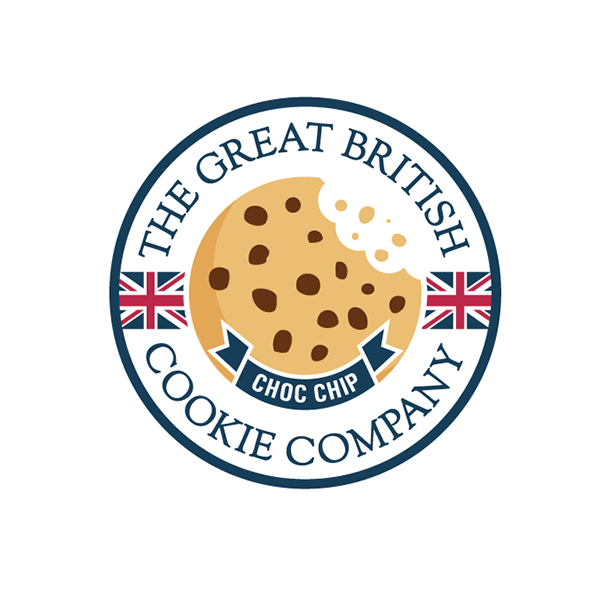 THE GREAT BRITISH
CHOC CHIP
COOKIE COMPANY